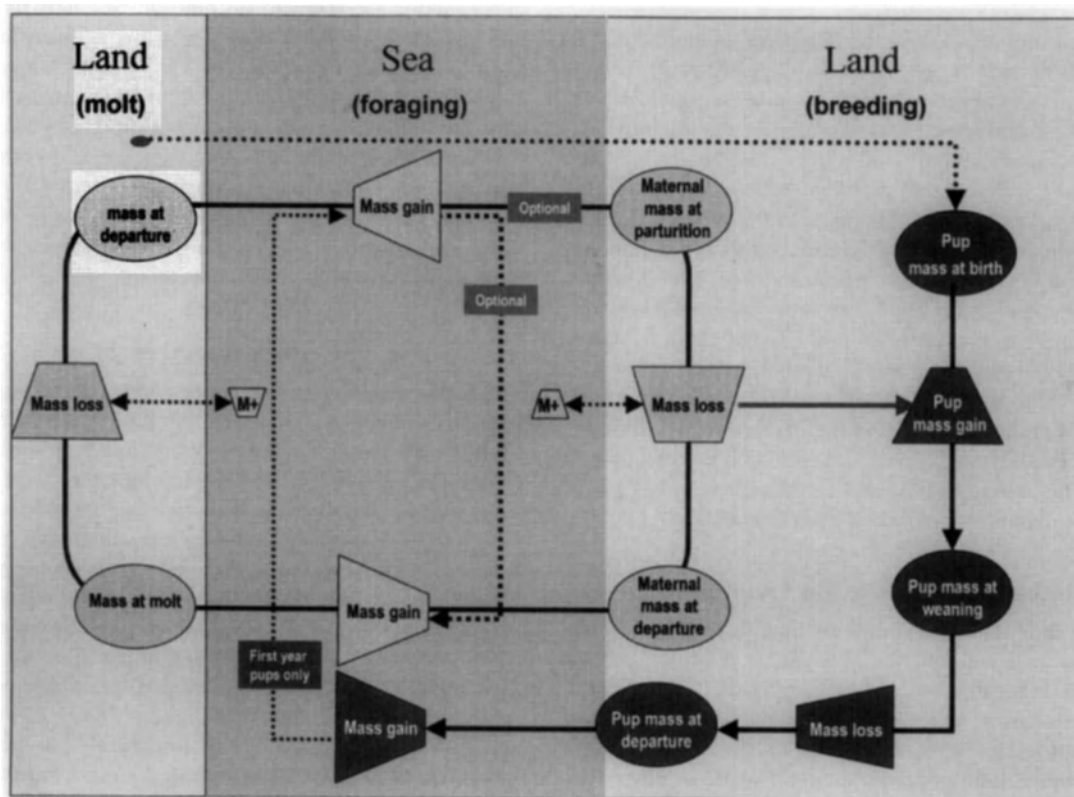 Land
(molt)
Sea
(foraging)
Land
(breeding)
mass at
departure
Mass gain
Optional
Maternal
mass at
parturition
Pup
mass at birth
Optional
Mass loss
M+
M+
Mass loss
Pup
mass gain
Mass at molt
Mass gain
Maternal
mass at
departure
Pup mass at
weaning
First year
pups only
Mass gain
Pup mass at
departure
Mass loss